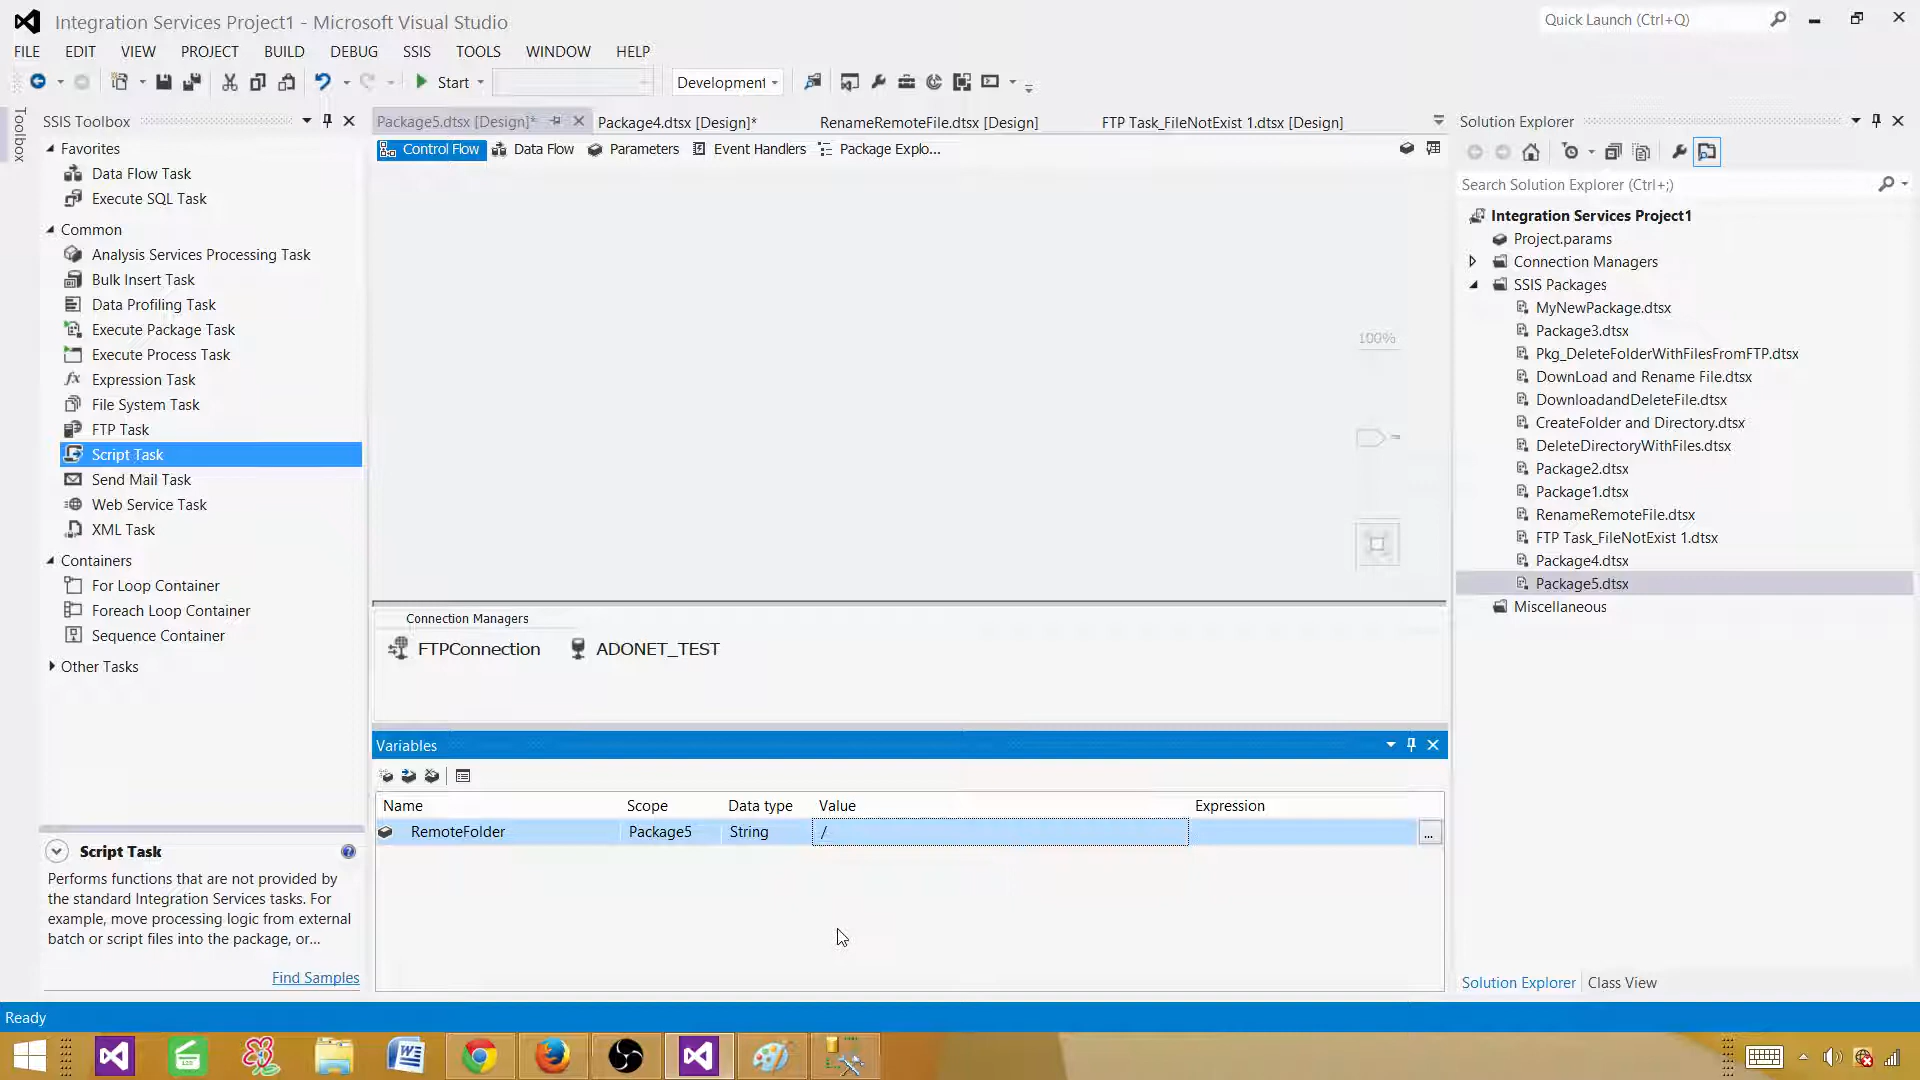 Integration Services Project1 - Microsoft Visual Studio
Quick Launch (Ctrl+Q)
FILE EDIT VIEW PROJECT BUILD DEBUG SSIS TOOLS WINDOW HELP
Start
Development
Toolbox
SSIS Toolbox
Favorites
Data Flow Task
Execute SQL Task
Common
Analysis Services Processing Task
Bulk Insert Task
Data Profiling Task
Execute Package Task
Execute Process Task
Expression Task
File System Task
FTP Task
Script Task
Send Mail Task
Web Service Task
XML Task
Containers
For Loop Container
Foreach Loop Container
Sequence Container
Other Tasks
Script Task
Performs functions that are not provided by
the standard Integration Services tasks. For
example, move processing logic from external
batch or script files into the package, or...
Find Samples
Package5.dtsx [Design]* Package4.dtsx [Design]* RenameRemoteFile.dtsx [Design] FTP Task_FileNotExist 1.dtsx [Design]
Control Flow Data Flow Parameters Event Handlers Package Explo...
100%
Connection Managers
FTPConnection ADONET_TEST
Variables
Name Scope Data type Value Expression
RemoteFolder Package5 String / ...
Solution Explorer
Search Solution Explorer (Ctrl+;)
Integration Services Project1
Project.params
Connection Managers
SSIS Packages
MyNewPackage.dtsx
Package3.dtsx
Pkg_DeleteFolderWithFilesFromFTP.dtsx
DownLoad and Rename File.dtsx
DownloadandDeleteFile.dtsx
CreateFolder and Directory.dtsx
DeleteDirectoryWithFiles.dtsx
Package2.dtsx
Package1.dtsx
RenameRemoteFile.dtsx
FTP Task_FileNotExist 1.dtsx
Package4.dtsx
Package5.dtsx
Miscellaneous
Solution Explorer Class View
Ready